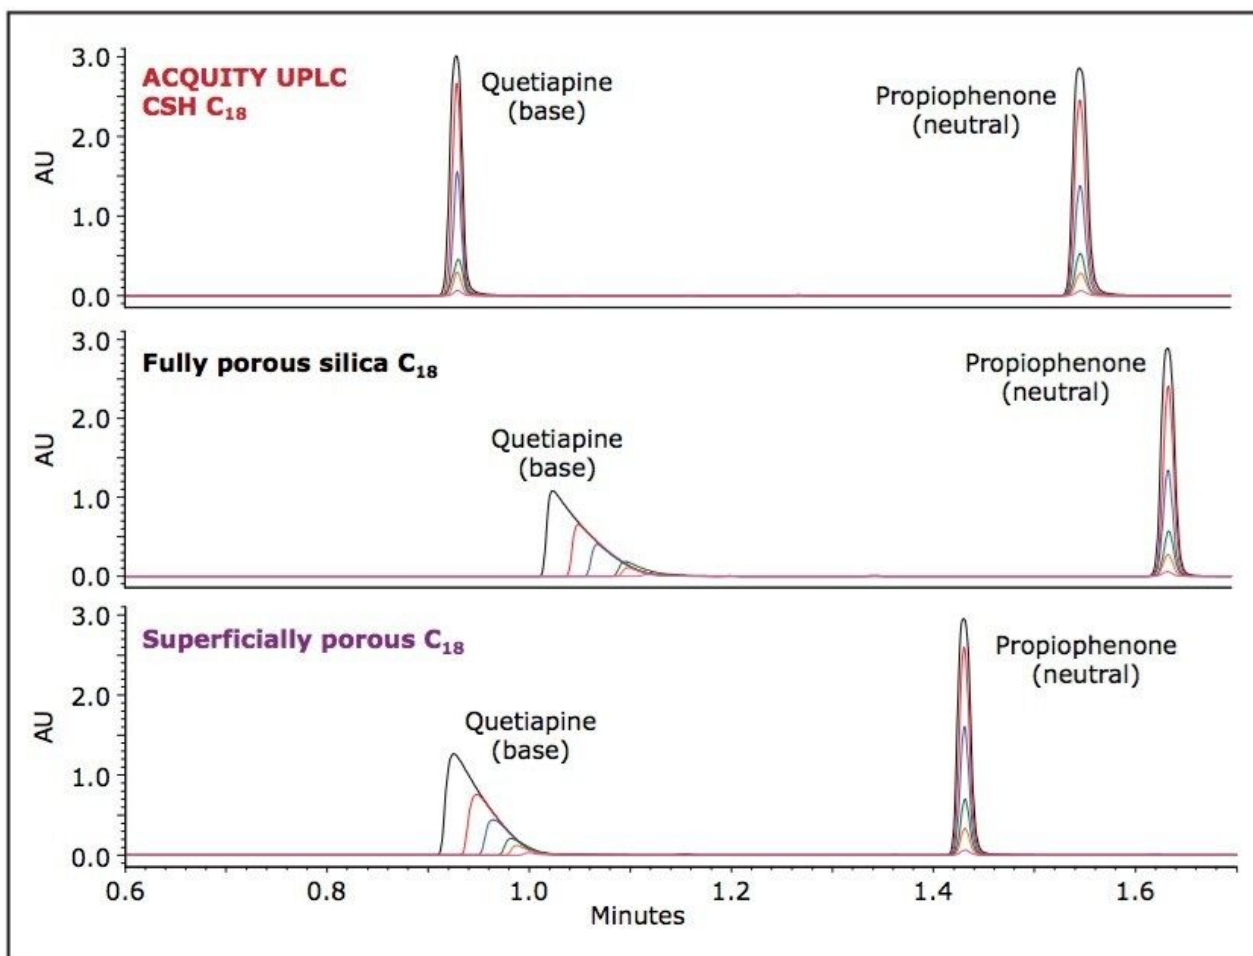 3.0
ACQUITY UPLC
CSH C₁₈
Quetiapine
(base)
Propiophenone
(neutral)
2.0
AU
1.0
0.0
3.0
Fully porous silica C₁₈
Propiophenone
(neutral)
2.0
AU
Quetiapine
(base)
1.0
0.0
3.0
Superficially porous C₁₈
Propiophenone
(neutral)
2.0
AU
Quetiapine
(base)
1.0
0.0
0.6 0.8 1.0 1.2 1.4 1.6
Minutes